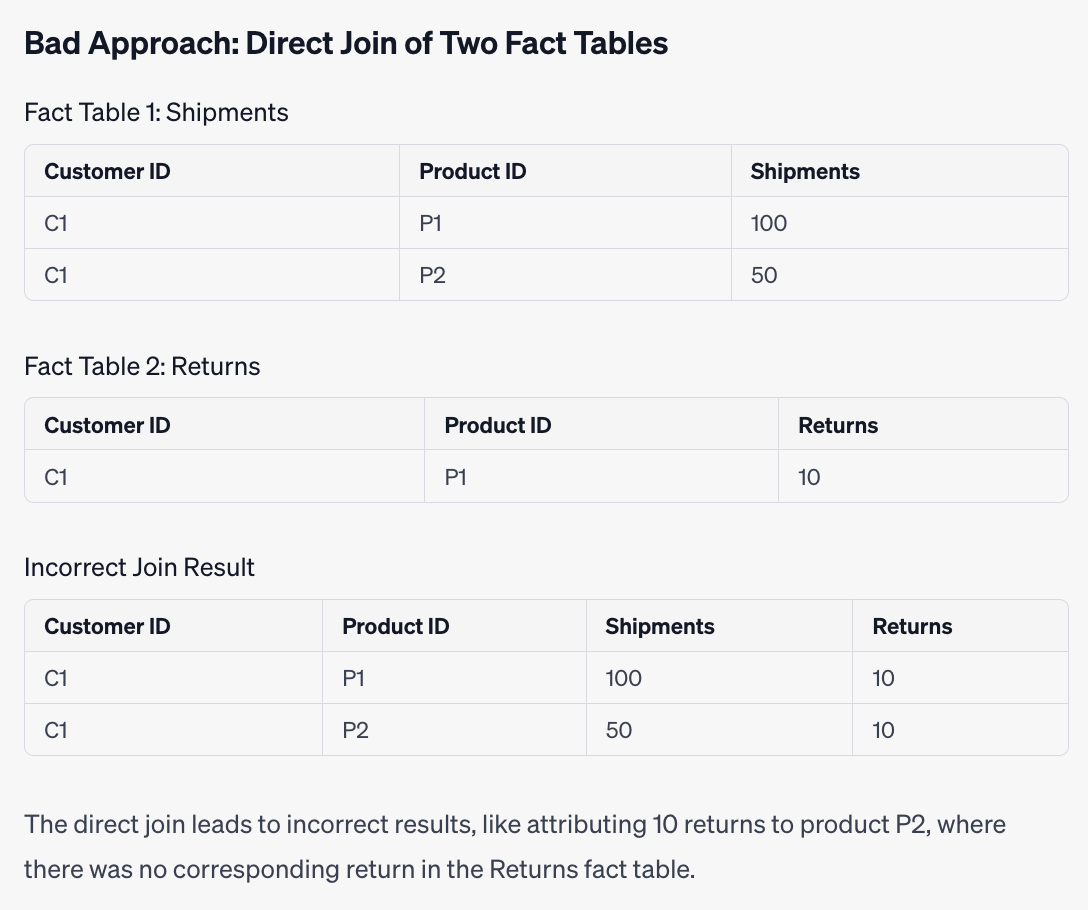 Bad Approach: Direct Join of Two Fact Tables
Fact Table 1: Shipments
Customer ID Product ID Shipments
C1 P1 100
C1 P2 50
Fact Table 2: Returns
Customer ID Product ID Returns
C1 P1 10
Incorrect Join Result
Customer ID Product ID Shipments Returns
C1 P1 100 10
C1 P2 50 10
The direct join leads to incorrect results, like attributing 10 returns to product P2, where
there was no corresponding return in the Returns fact table.